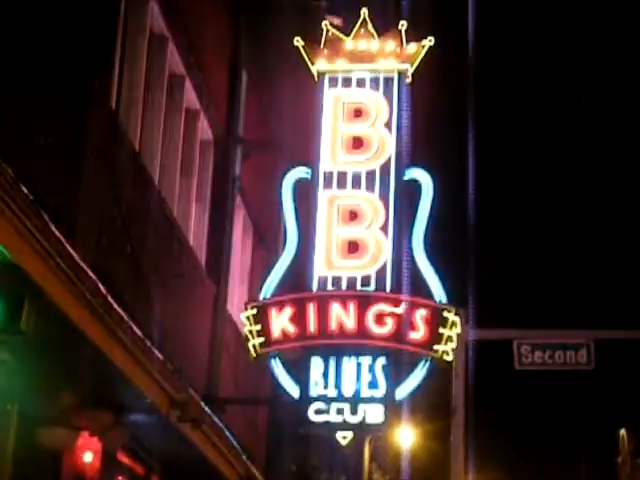 B
B
KING'S
BLUES
CLUB
Second